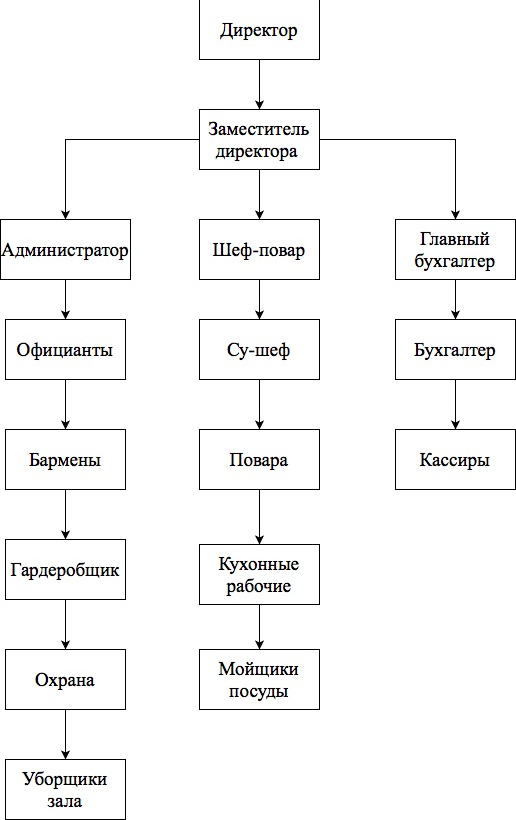 Директор
Заместитель
директора
Администратор
Шеф-повар
Главный
бухгалтер
Официанты
Су-шеф
Бухгалтер
Бармены
Повара
Кассиры
Гардеробщик
Кухонные
рабочие
Охрана
Мойщики
посуды
Уборщики
зала